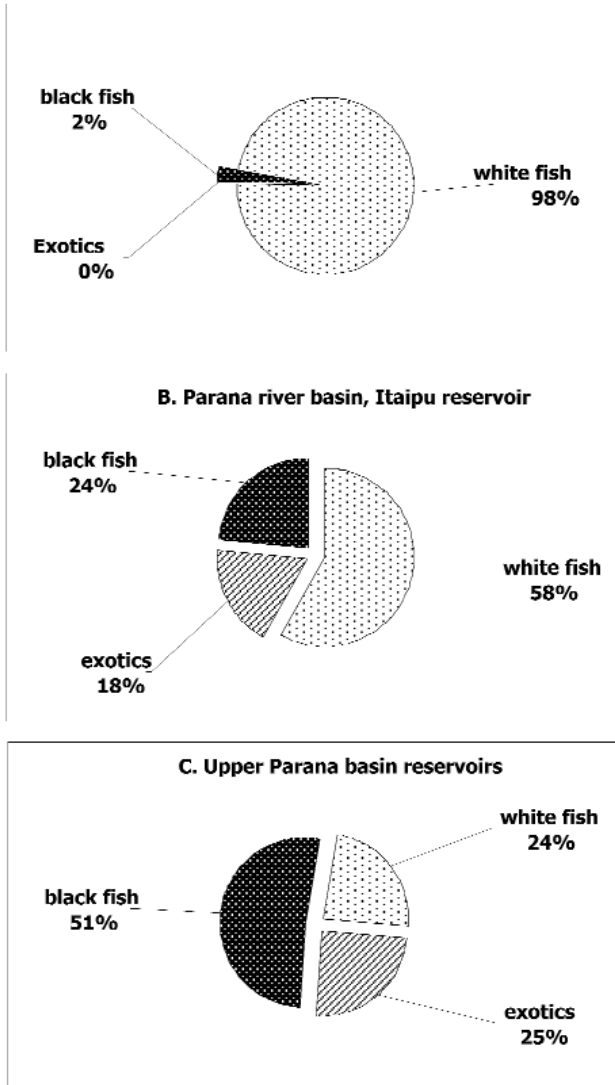 black fish
2%
white fish
98%
Exotics
0%
B. Parana river basin, Itaipu reservoir
black fish
24%
white fish
58%
exotics
18%
C. Upper Parana basin reservoirs
white fish
24%
black fish
51%
exotics
25%